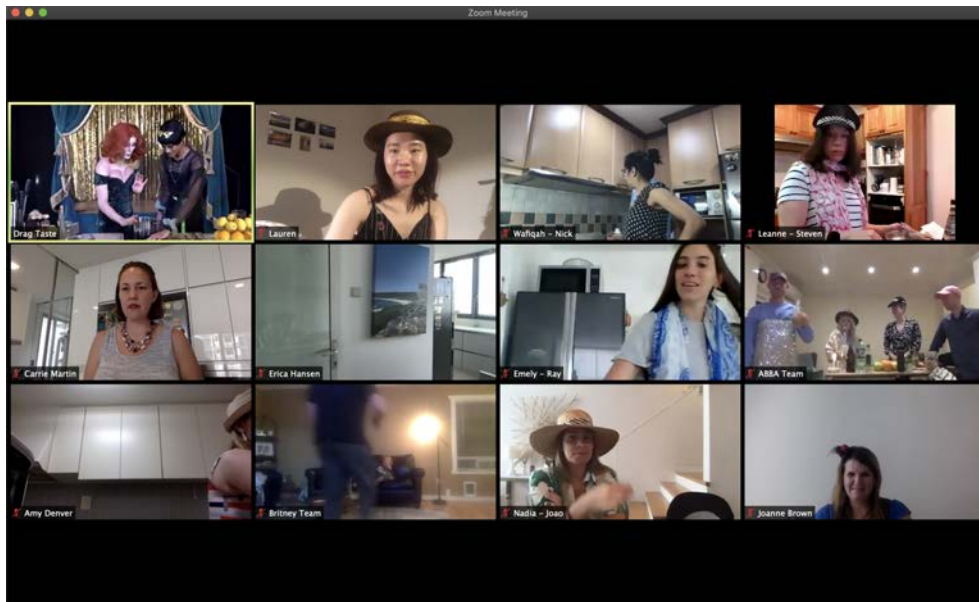 Zoom Meeting
Drag Taste
Lauren
Wafiqah - Nick
Leanne - Steven
Carrie Martin
Erica Hansen
Emely - Ray
ABBA Team
Amy Denver
Britney Team
Nadia - Joao
Joanne Brown